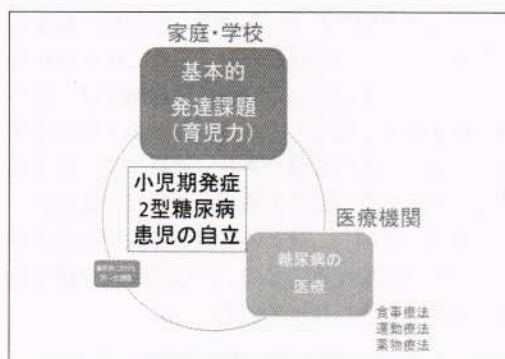 家庭・学校
基本的
発達課題
(育児力)
小児期発症
2型糖尿病
患児の自立
医療機関
糖尿病の
医療
食事療法
運動療法
薬物療法